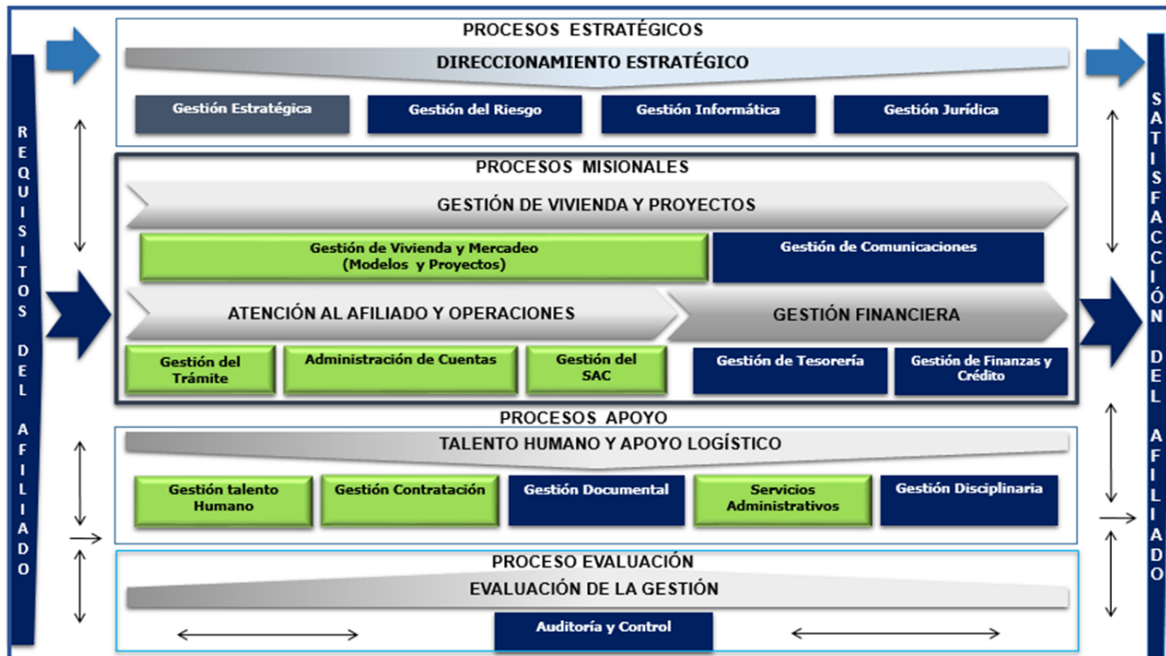 PROCESOS ESTRATÉGICOS
DIRECCIONAMIENTO ESTRATÉGICO
Gestión Estratégica
Gestión del Riesgo
Gestión Informática
Gestión Jurídica
REQUISITOS DEL AFILIADO
PROCESOS MISIONALES
GESTIÓN DE VIVIENDA Y PROYECTOS
Gestión de Vivienda y Mercadeo
(Modelos y Proyectos)
Gestión de Comunicaciones
ATENCIÓN AL AFILIADO Y OPERACIONES
GESTIÓN FINANCIERA
Gestión del
Trámite
Administración de Cuentas
Gestión del
SAC
Gestión de Tesorería
Gestión de Finanzas y
Crédito
PROCESOS APOYO
TALENTO HUMANO Y APOYO LOGÍSTICO
Gestión talento
Humano
Gestión Contratación
Gestión Documental
Servicios
Administrativos
Gestión Disciplinaria
PROCESO EVALUACIÓN
EVALUACIÓN DE LA GESTIÓN
Auditoría y Control
SATISFACCIÓN DEL AFILIADO